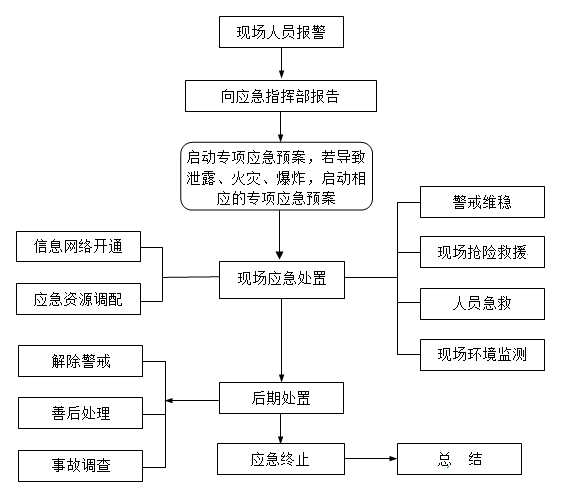 现场人员报警
向应急指挥部报告
启动专项应急预案，若导致
泄露、火灾、爆炸，启动相
应的专项应急预案
警戒维稳
信息网络开通
现场抢险救援
现场应急处置
应急资源调配
人员急救
现场环境监测
解除警戒
后期处置
善后处理
应急终止
总 结
事故调查